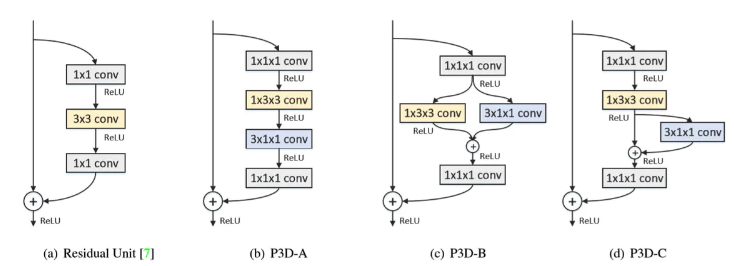 1x1 conv
ReLU
3x3 conv
ReLU
1x1 conv
+
ReLU
(a) Residual Unit [7]
1x1x1 conv
ReLU
1x3x3 conv
ReLU
3x1x1 conv
ReLU
1x1x1 conv
+
ReLU
(b) P3D-A
1x1x1 conv
ReLU
1x3x3 conv
3x1x1 conv
ReLU
ReLU
+
ReLU
1x1x1 conv
+
ReLU
(c) P3D-B
1x1x1 conv
ReLU
1x3x3 conv
ReLU
3x1x1 conv
ReLU
+
ReLU
1x1x1 conv
+
ReLU
(d) P3D-C